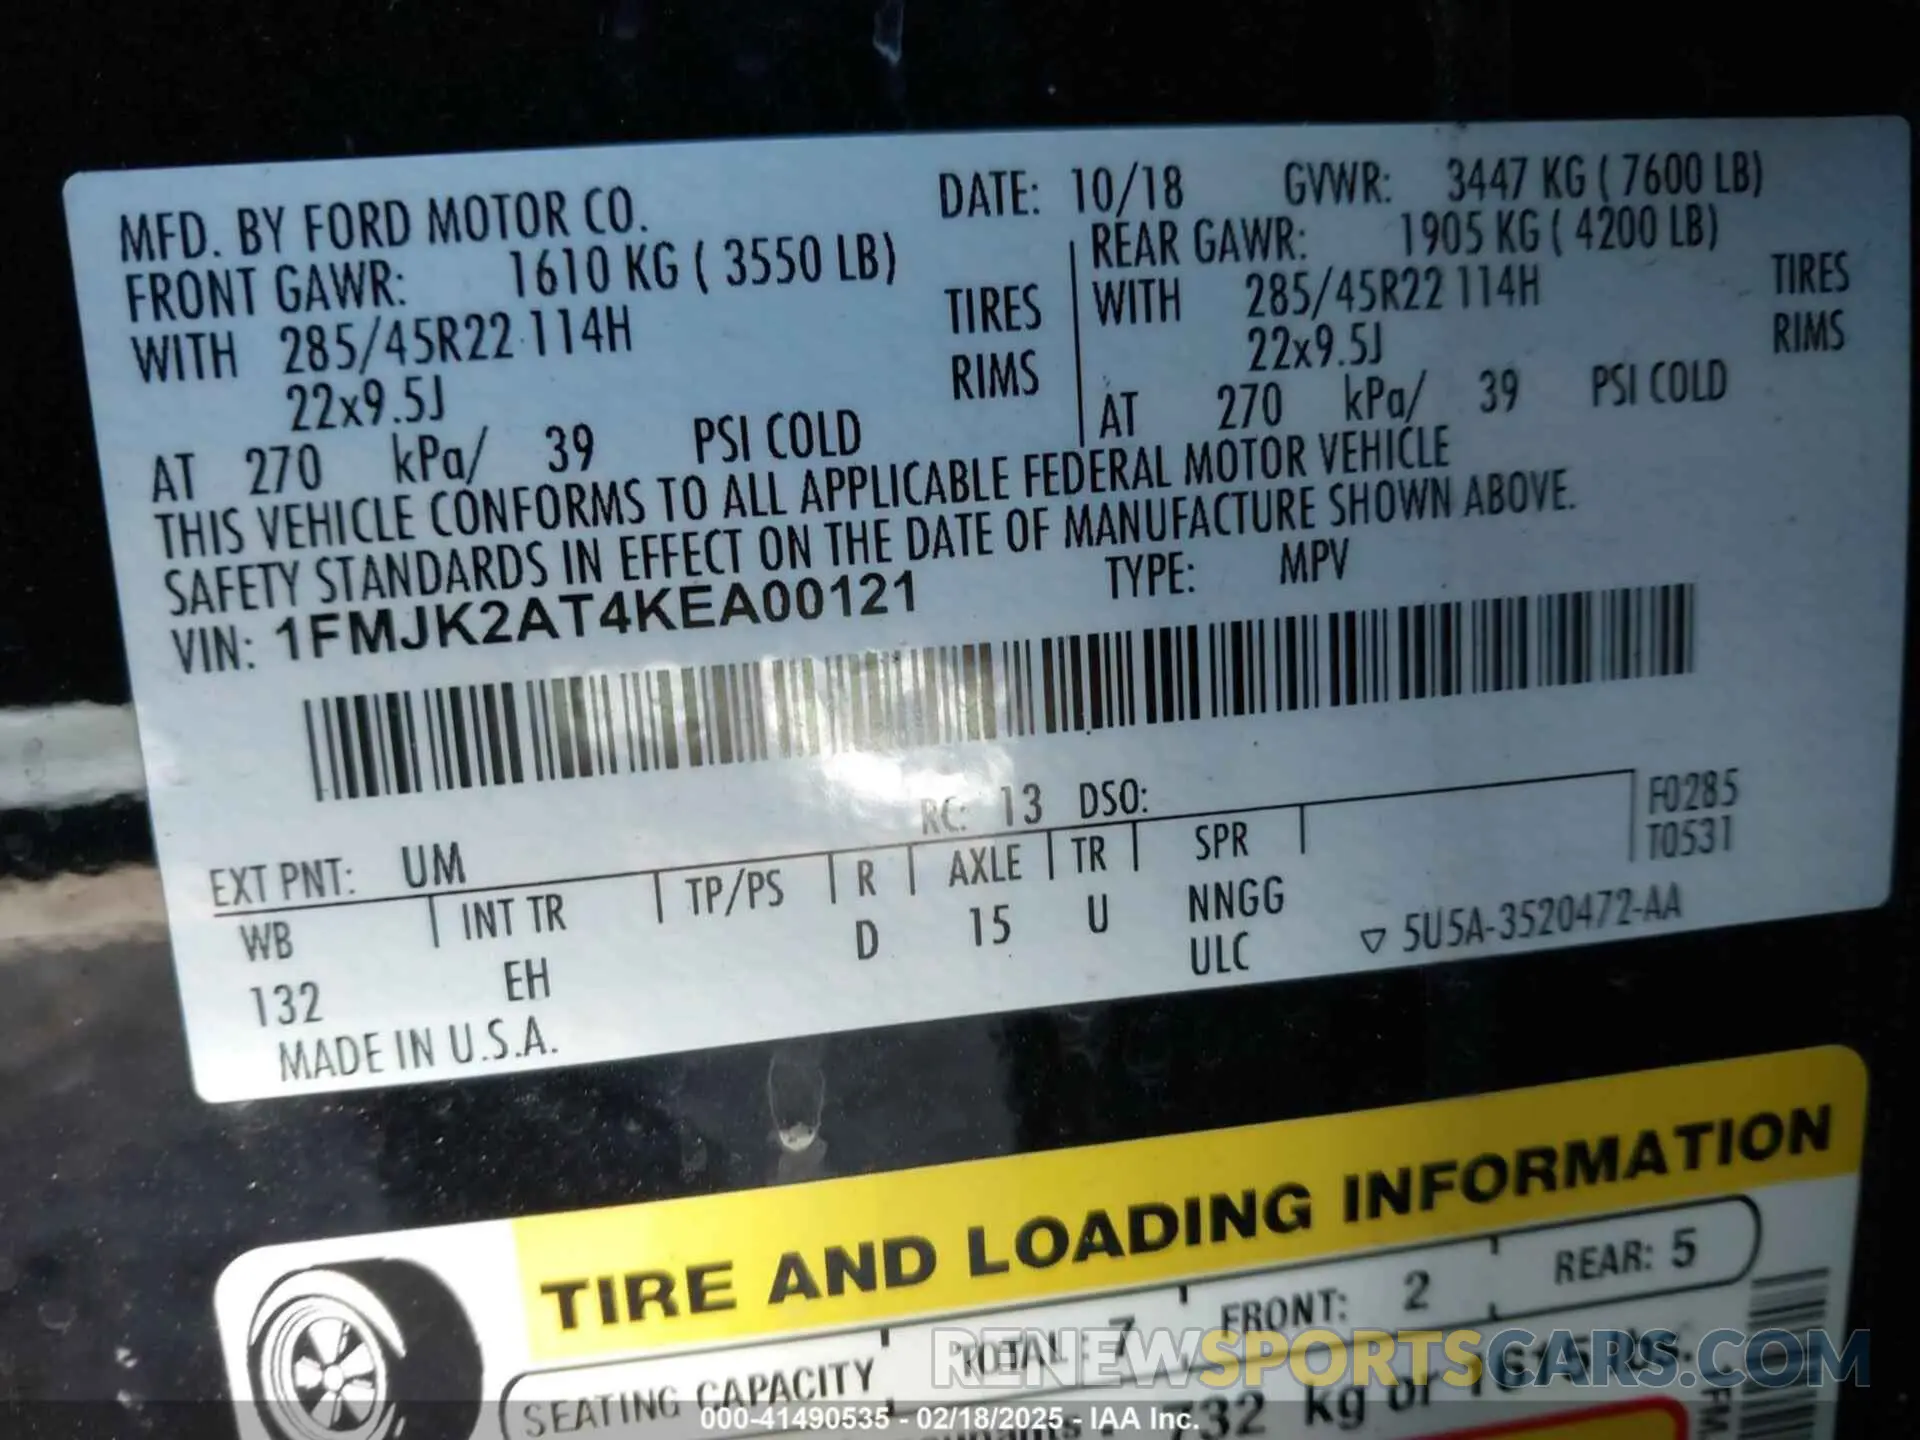 MFD. BY FORD MOTOR CO. DATE: 10/18 GVWR: 3447 KG ( 7600 LB)
FRONT GAWR: 1610 KG ( 3550 LB) REAR GAWR: 1905 KG ( 4200 LB)
WITH 285/45R22 114H TIRES WITH 285/45R22 114H TIRES
22x9.5J RIMS 22x9.5J RIMS
AT 270 kPa/ 39 PSI COLD AT 270 kPa/ 39 PSI COLD
THIS VEHICLE CONFORMS TO ALL APPLICABLE FEDERAL MOTOR VEHICLE
SAFETY STANDARDS IN EFFECT ON THE DATE OF MANUFACTURE SHOWN ABOVE.
VIN: 1FMJK2AT4KEA00121 TYPE: MPV
EXT PNT: UM RC: 13 DSO: F0285
WB INT TR TP/PS R AXLE TR SPR T0531
132 EH D 15 U NNGG
ULC ▽ 5U5A-3520472-AA
MADE IN U.S.A.
TIRE AND LOADING INFORMATION
SEATING CAPACITY TOTAL: 7 FRONT: 2 REAR: 5
732 kg or 1615 lbs.
RENEWSPORTSCARS.COM
000-41490535 - 02/18/2025 - IAA Inc.